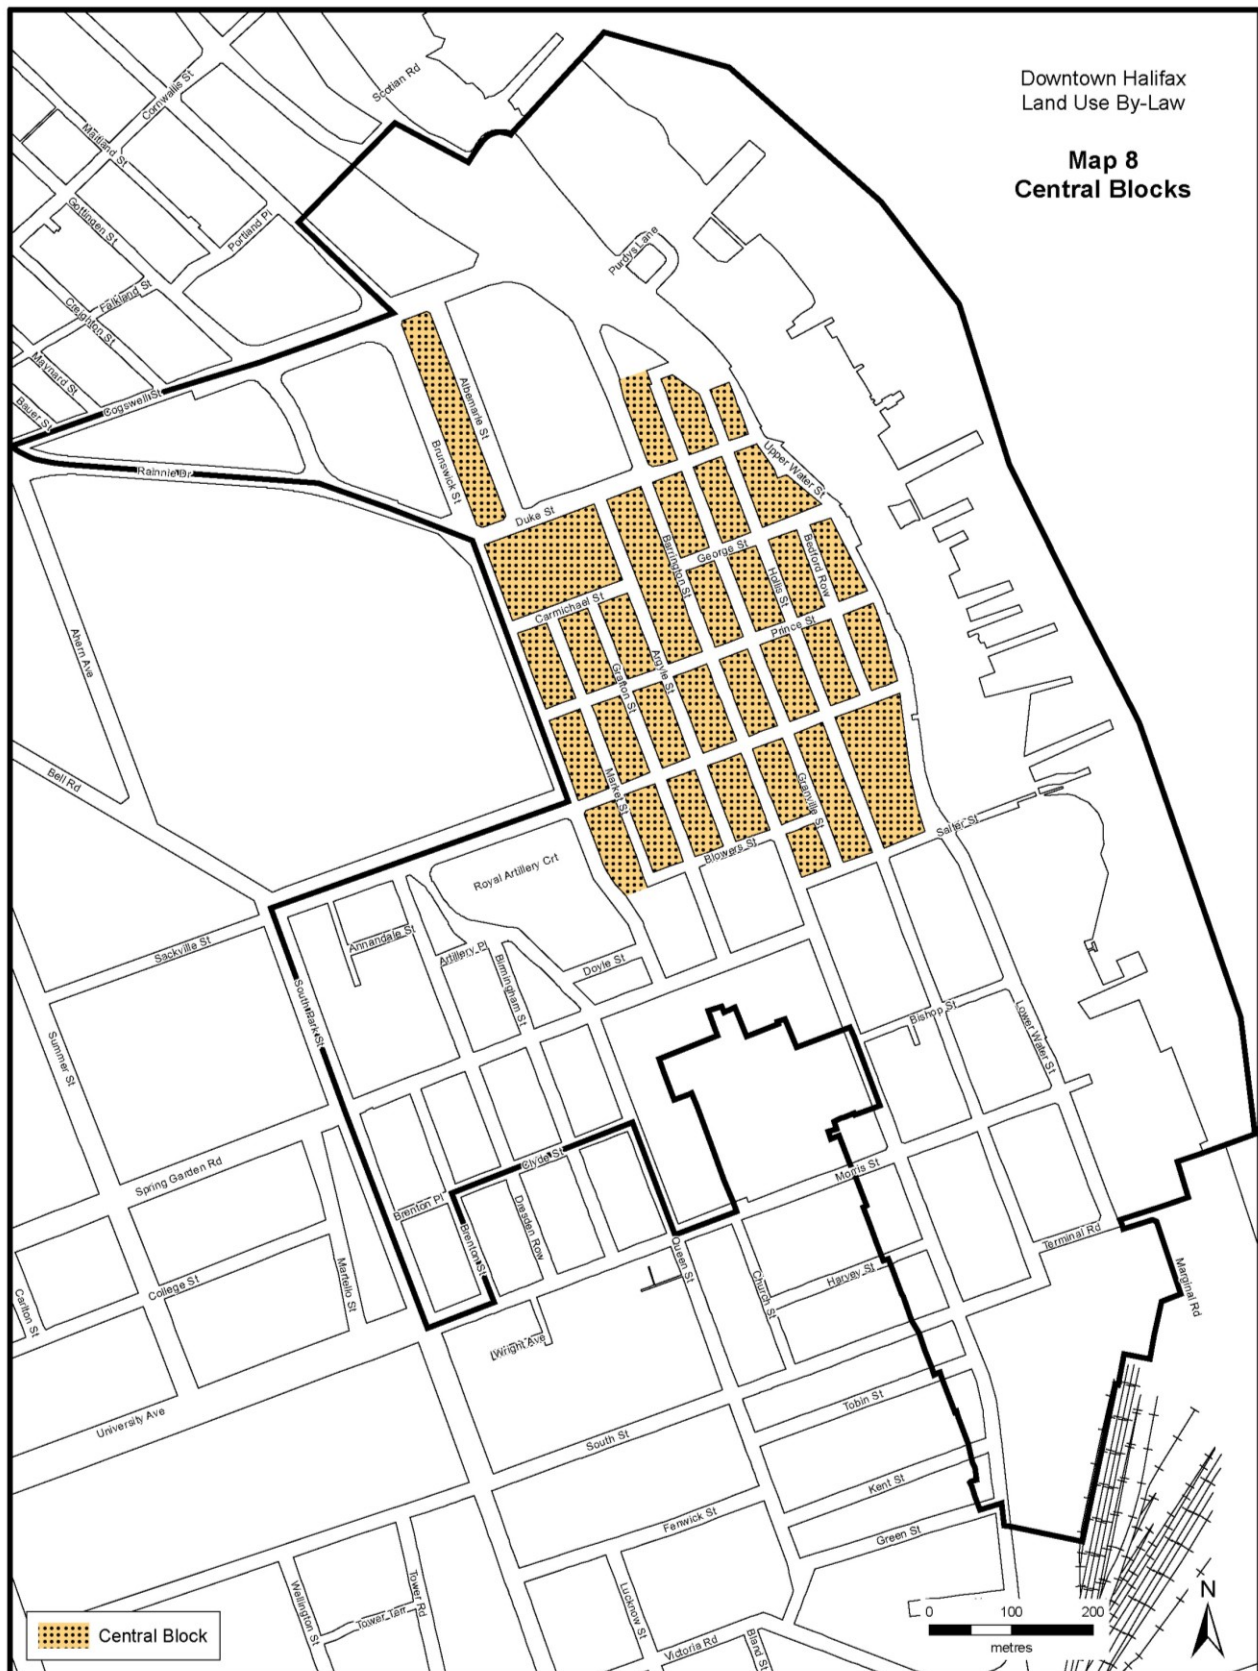 Downtown Halifax
Land Use By-Law
Map 8
Central Blocks
Scotian Rd
Cornwallis St
Maitland St
Gottingen St
Portland Pl
Purdys Lane
Falkland St
Creighton St
Maynard St
Bauer St
Cogswell St
Albemarle St
Brunswick St
Rainnie Dr
Upper Water St
Duke St
Barrington St
George St
Bedford Row
Hollis St
Carmichael St
Prince St
Ahern Ave
Argyle St
Grafton St
Bell Rd
Market St
Granville St
Salter St
Blowers St
Royal Artillery Crt
Sackville St
Annandale St
Artillery Pl
Birmingham St
Doyle St
South Park St
Summer St
Bishop St
Lower Water St
Spring Garden Rd
Clyde St
Morris St
Brenton Pl
Dresden Row
Brenton St
Queen St
Terminal Rd
Marginal Rd
Harvey St
Church St
College St
Martello St
Carlton St
Wright Ave
University Ave
Tobin St
South St
Kent St
Fenwick St
Green St
Wellington St
Tower Rd
Tower Terr
Lucknow St
Victoria Rd
Bland St
Central Block
N
0 100 200
metres